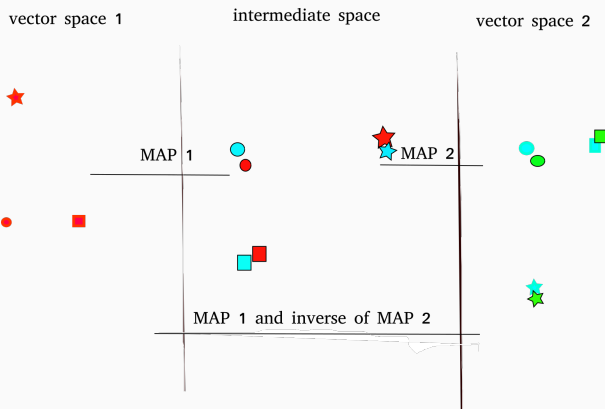 vector space 1
intermediate space
vector space 2
MAP 1
MAP 2
MAP 1 and inverse of MAP 2